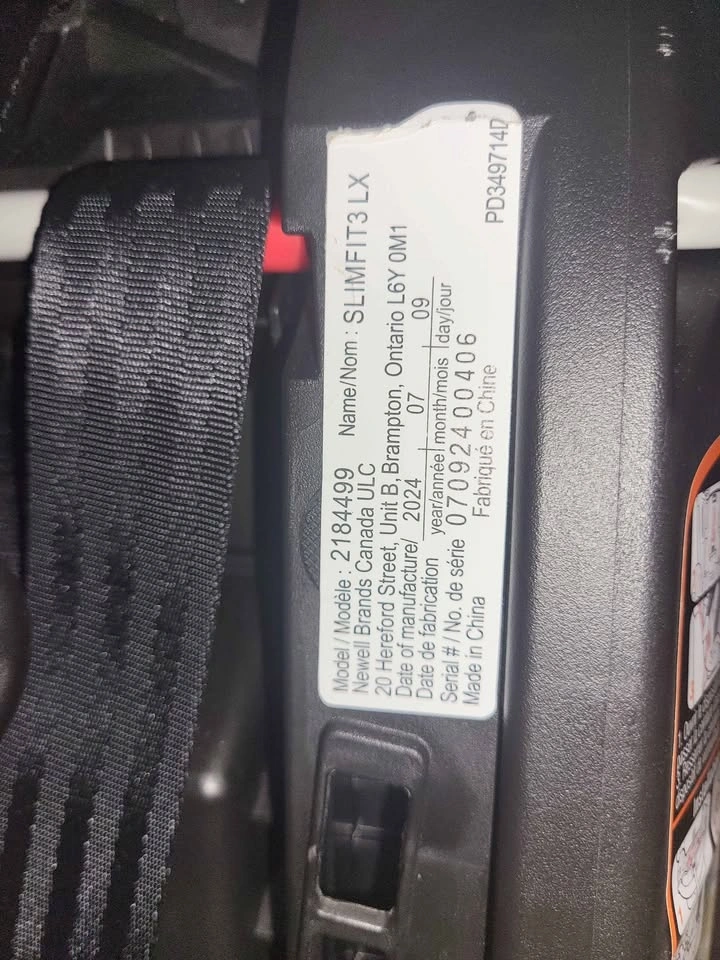 Model / Modèle : 2184499 Name/Nom : SLIMFIT3 LX
Newell Brands Canada ULC
20 Hereford Street, Unit B, Brampton, Ontario L6Y 0M1
Date of manufacture/ 2024 07 09
Date de fabrication year/année month/mois day/jour
Serial # / No. de série 0709240 0406
Made in China Fabriqué en Chine
PD349714D